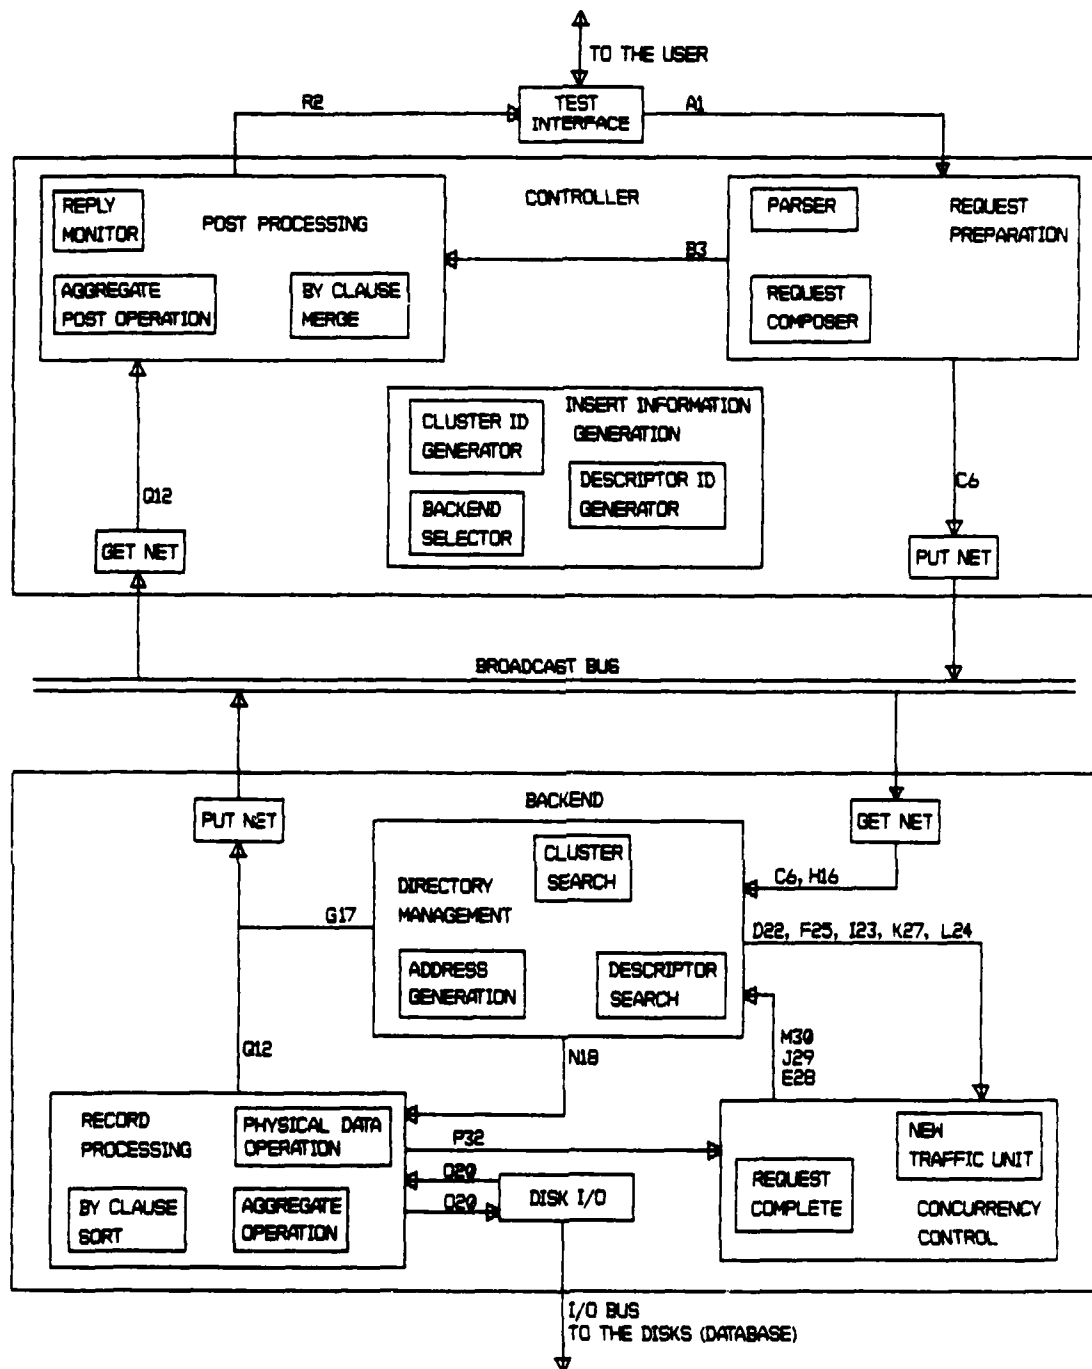 TO THE USER
R2
TEST
INTERFACE
A1
CONTROLLER
REPLY
MONITOR
POST PROCESSING
AGGREGATE
POST OPERATION
BY CLAUSE
MERGE
B3
PARSER
REQUEST
PREPARATION
REQUEST
COMPOSER
INSERT INFORMATION
GENERATION
CLUSTER ID
GENERATOR
DESCRIPTOR ID
GENERATOR
BACKEND
SELECTOR
Q12
C6
GET NET
PUT NET
BROADCAST BUS
BACKEND
PUT NET
GET NET
CLUSTER
SEARCH
DIRECTORY
MANAGEMENT
C6, H16
G17
D22, F25, I23, K27, L24
ADDRESS
GENERATION
DESCRIPTOR
SEARCH
M30
J29
E28
Q12
N18
RECORD
PROCESSING
PHYSICAL DATA
OPERATION
P32
O20
O20
DISK I/O
BY CLAUSE
SORT
AGGREGATE
OPERATION
NEW
TRAFFIC UNIT
REQUEST
COMPLETE
CONCURRENCY
CONTROL
I/O BUS
TO THE DISKS (DATABASE)